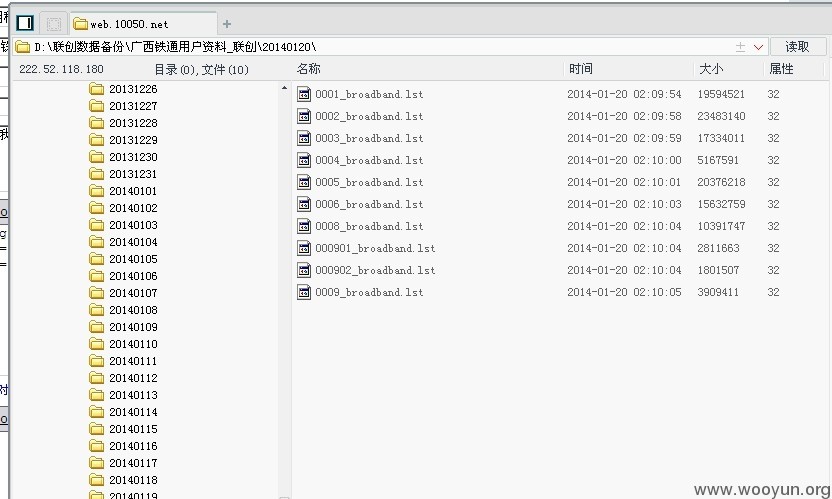 web.10050.net
D:\联创数据备份\广西铁通用户资料_联创\20140120\ 读取
222.52.118.180 目录(0),文件(10) 名称 时间 大小 属性
20131226
20131227
20131228
20131229
20131230
20131231
20140101
20140102
20140103
20140104
20140105
20140106
20140107
20140108
20140109
20140110
20140111
20140112
20140113
20140114
20140115
20140116
20140117
20140118
20140119
0001_broadband.lst 2014-01-20 02:09:54 19594521 32
0002_broadband.lst 2014-01-20 02:09:58 23483140 32
0003_broadband.lst 2014-01-20 02:09:59 17334011 32
0004_broadband.lst 2014-01-20 02:10:00 5167591 32
0005_broadband.lst 2014-01-20 02:10:01 20376218 32
0006_broadband.lst 2014-01-20 02:10:03 15632759 32
0008_broadband.lst 2014-01-20 02:10:04 10391747 32
000901_broadband.lst 2014-01-20 02:10:04 2811663 32
000902_broadband.lst 2014-01-20 02:10:04 1801507 32
0009_broadband.lst 2014-01-20 02:10:05 3909411 32
www.wooyun.org